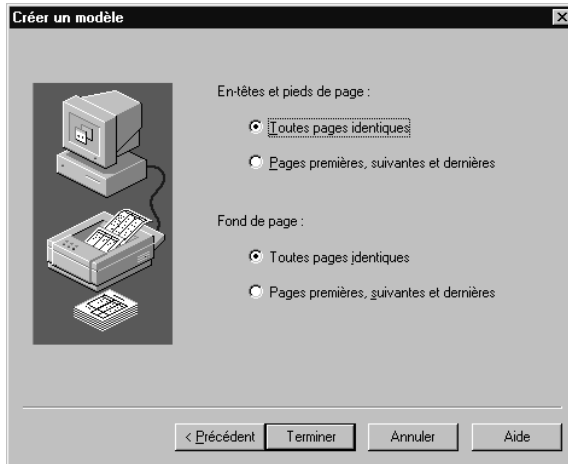 Créer un modèle
En-têtes et pieds de page :
Toutes pages identiques
Pages premières, suivantes et dernières
Fond de page :
Toutes pages identiques
Pages premières, suivantes et dernières
< Précédent
Terminer
Annuler
Aide